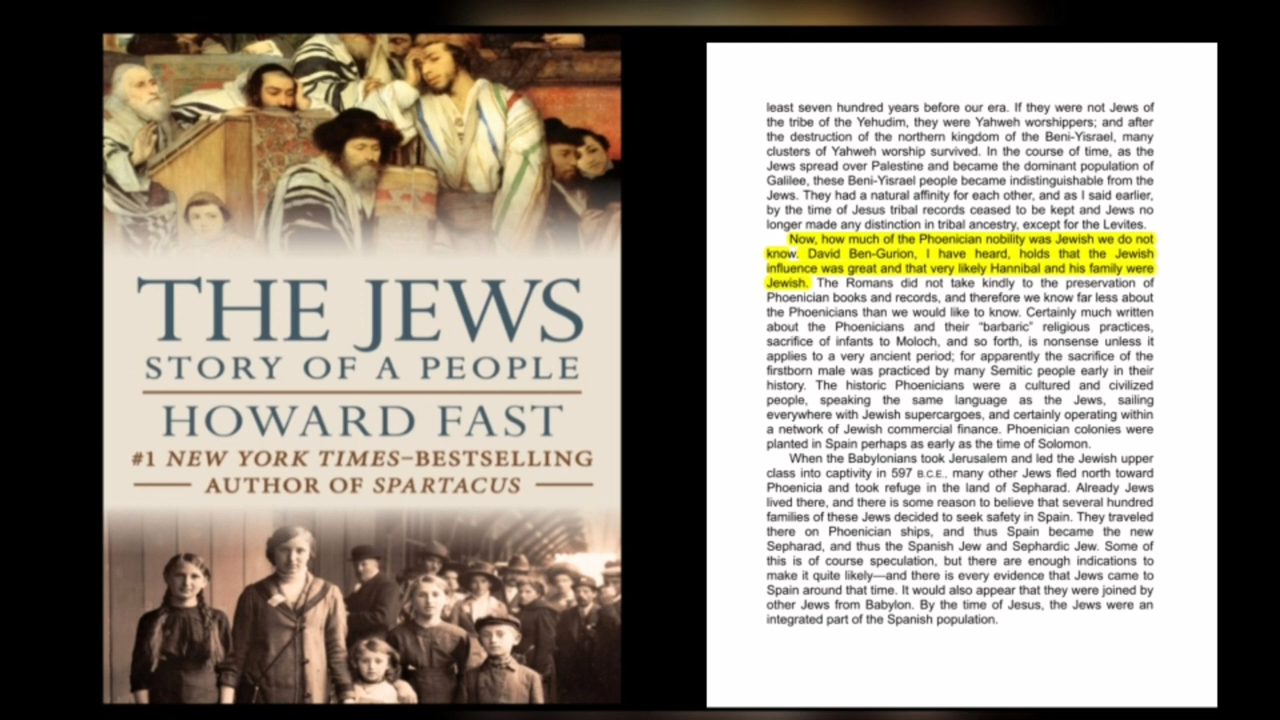 THE JEWS
STORY OF A PEOPLE
HOWARD FAST
#1 NEW YORK TIMES–BESTSELLING
AUTHOR OF SPARTACUS
least seven hundred years before our era. If they were not Jews of
the tribe of the Yehudim, they were Yahweh worshippers; and after
the destruction of the northern kingdom of the Beni-Yisrael, many
clusters of Yahweh worship survived. In the course of time, as the
Jews spread over Palestine and became the dominant population of
Galilee, these Beni-Yisrael people became indistinguishable from the
Jews. They had a natural affinity for each other, and as I said earlier,
by the time of Jesus tribal records ceased to be kept and Jews no
longer made any distinction in tribal ancestry, except for the Levites.
Now, how much of the Phoenician nobility was Jewish we do not
know. David Ben-Gurion, I have heard, holds that the Jewish
influence was great and that very likely Hannibal and his family were
Jewish. The Romans did not take kindly to the preservation of
Phoenician books and records, and therefore we know far less about
the Phoenicians than we would like to know. Certainly much written
about the Phoenicians and their "barbaric" religious practices,
sacrifice of infants to Moloch, and so forth, is nonsense unless it
applies to a very ancient period; for apparently the sacrifice of the
firstborn male was practiced by many Semitic people early in their
history. The historic Phoenicians were a cultured and civilized
people, speaking the same language as the Jews, sailing
everywhere with Jewish supercargoes, and certainly operating within
a network of Jewish commercial finance. Phoenician colonies were
planted in Spain perhaps as early as the time of Solomon.
When the Babylonians took Jerusalem and led the Jewish upper
class into captivity in 597 B.C.E., many other Jews fled north toward
Phoenicia and took refuge in the land of Sepharad. Already Jews
lived there, and there is some reason to believe that several hundred
families of these Jews decided to seek safety in Spain. They traveled
there on Phoenician ships, and thus Spain became the new
Sepharad, and thus the Spanish Jew and Sephardic Jew. Some of
this is of course speculation, but there are enough indications to
make it quite likely—and there is every evidence that Jews came to
Spain around that time. It would also appear that they were joined by
other Jews from Babylon. By the time of Jesus, the Jews were an
integrated part of the Spanish population.